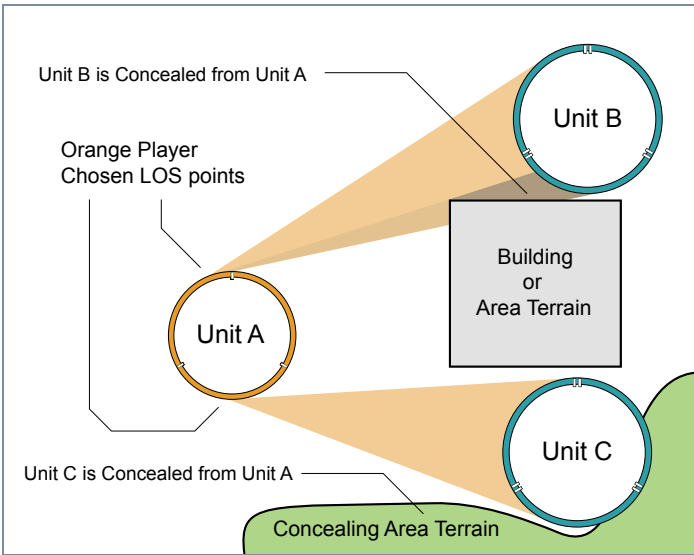 Unit B is Concealed from Unit A
Unit B
Orange Player
Chosen LOS points
Building
or
Area Terrain
Unit A
Unit C
Unit C is Concealed from Unit A
Concealing Area Terrain